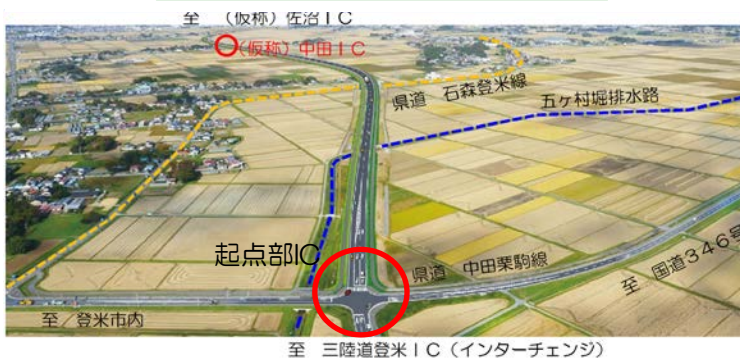 至 (仮称)佐沼IC
(仮称)中田IC
県道 石森登米線
五ヶ村堀排水路
起点部IC
県道 中田栗駒線
至 国道346号
至 登米市内
至 三陸道登米IC(インターチェンジ)